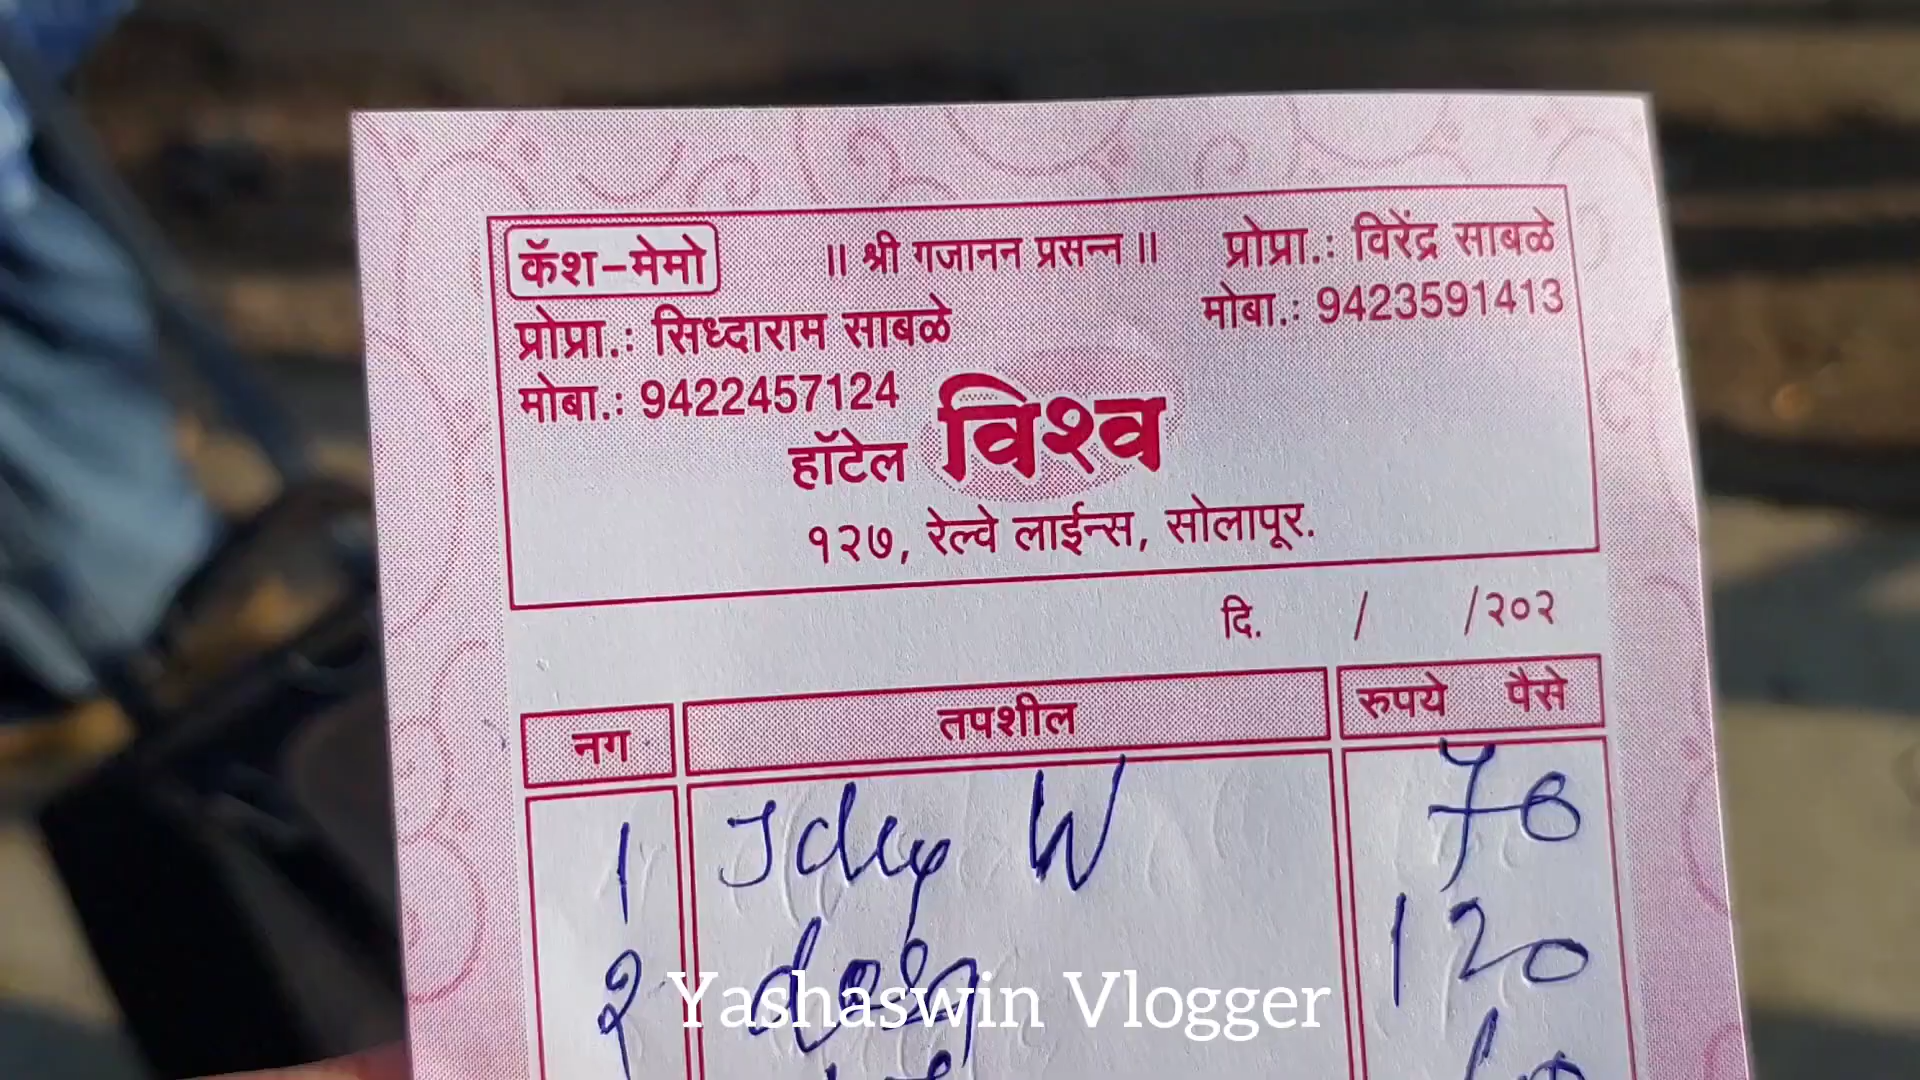 कॅश-मेमो ॥ श्री गजानन प्रसन्न ॥ प्रोप्रा.: विरेंद्र साबळे
मोबा.: 9423591413
प्रोप्रा.: सिध्दाराम साबळे
मोबा.: 9422457124
हॉटेल विश्व
१२७, रेल्वे लाईन्स, सोलापूर.
दि. / /२०२
नग तपशील रुपये पैसे
1 Idly W 70
२ 120
Yashaswin Vlogger